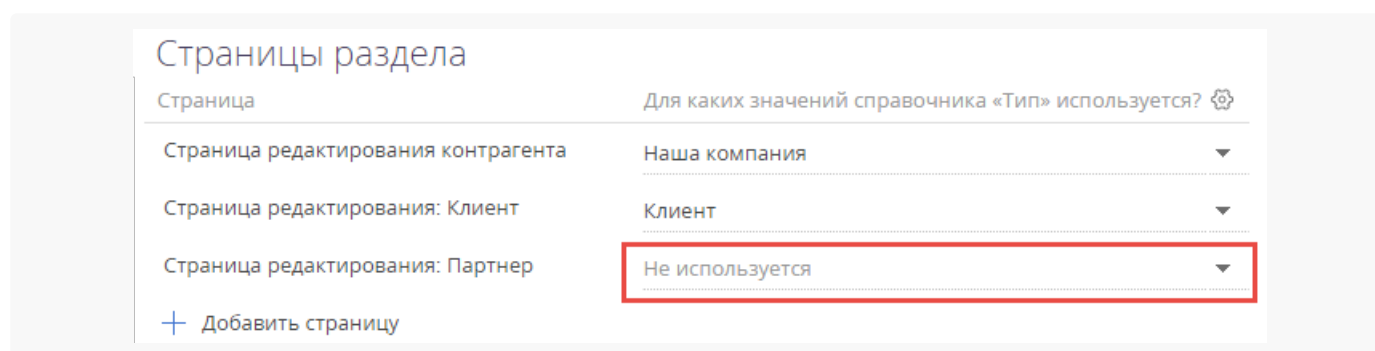 Страницы раздела
Страница Для каких значений справочника «Тип» используется?
Страница редактирования контрагента Наша компания
Страница редактирования: Клиент Клиент
Страница редактирования: Партнер Не используется
+ Добавить страницу